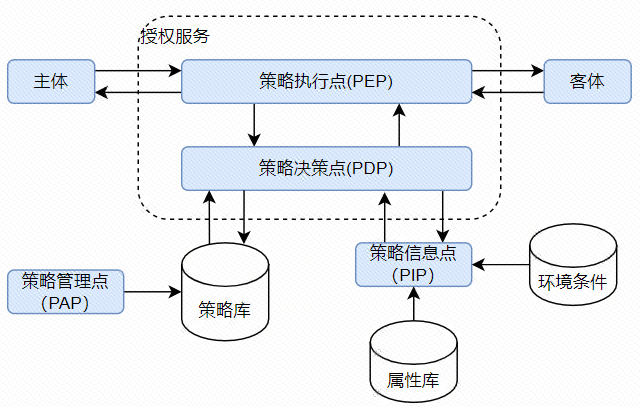 授权服务
主体
策略执行点(PEP)
客体
策略决策点(PDP)
策略信息点
（PIP）
环境条件
策略管理点
（PAP）
策略库
属性库